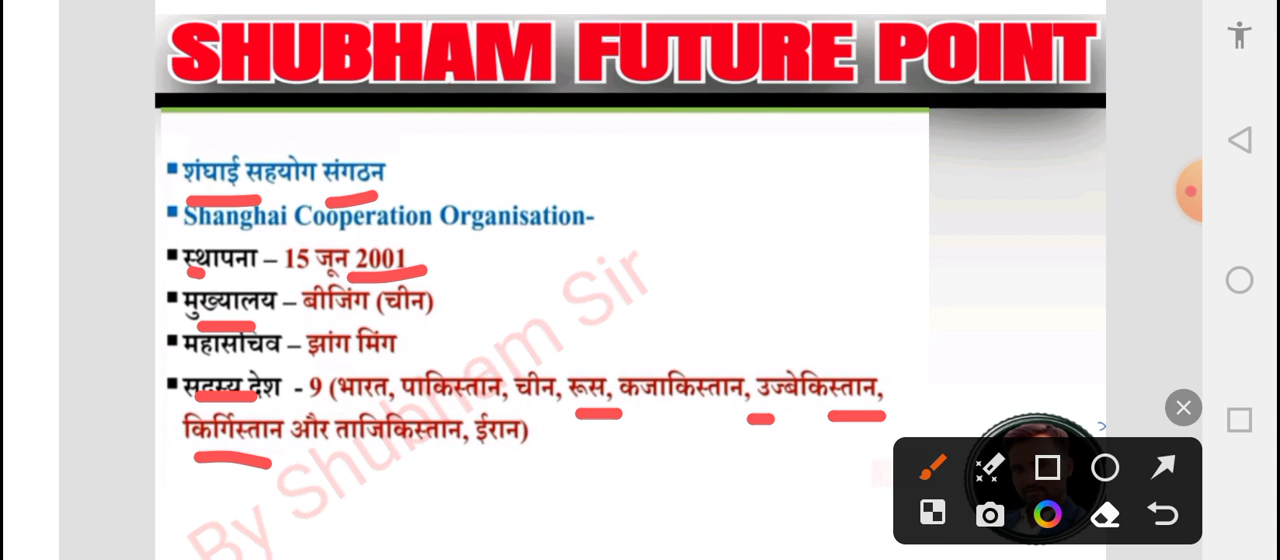 SHUBHAM FUTURE POINT
▪शंघाई सहयोग संगठन
▪Shanghai Cooperation Organisation-
▪स्थापना – 15 जून 2001
▪मुख्यालय – बीजिंग (चीन)
▪महासचिव – झांग मिंग
▪सदस्य देश - 9 (भारत, पाकिस्तान, चीन, रूस, कजाकिस्तान, उज्बेकिस्तान,
किर्गिस्तान और ताजिकिस्तान, ईरान)
By Shubham Sir